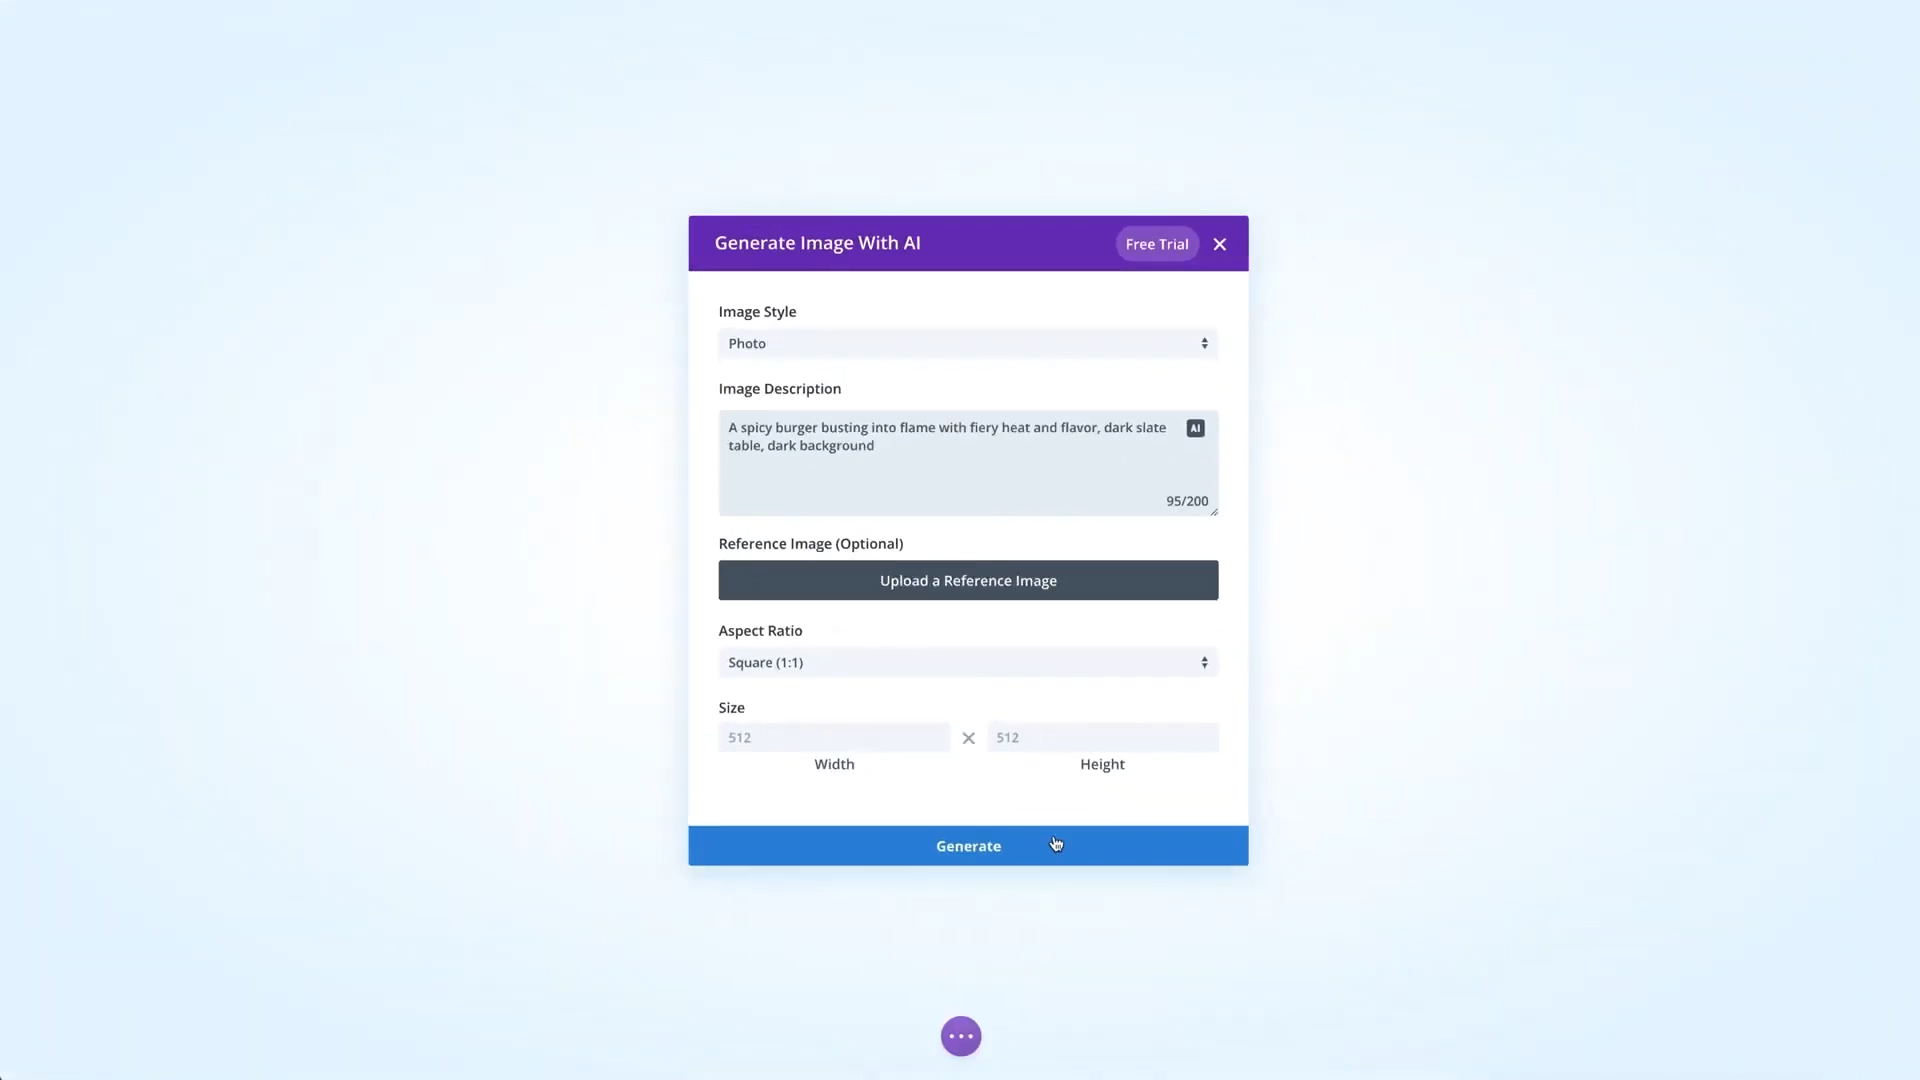 Generate Image With AI
Free Trial
Image Style
Photo
Image Description
A spicy burger busting into flame with fiery heat and flavor, dark slate
table, dark background
AI
95/200
Reference Image (Optional)
Upload a Reference Image
Aspect Ratio
Square (1:1)
Size
512
512
Width
Height
Generate